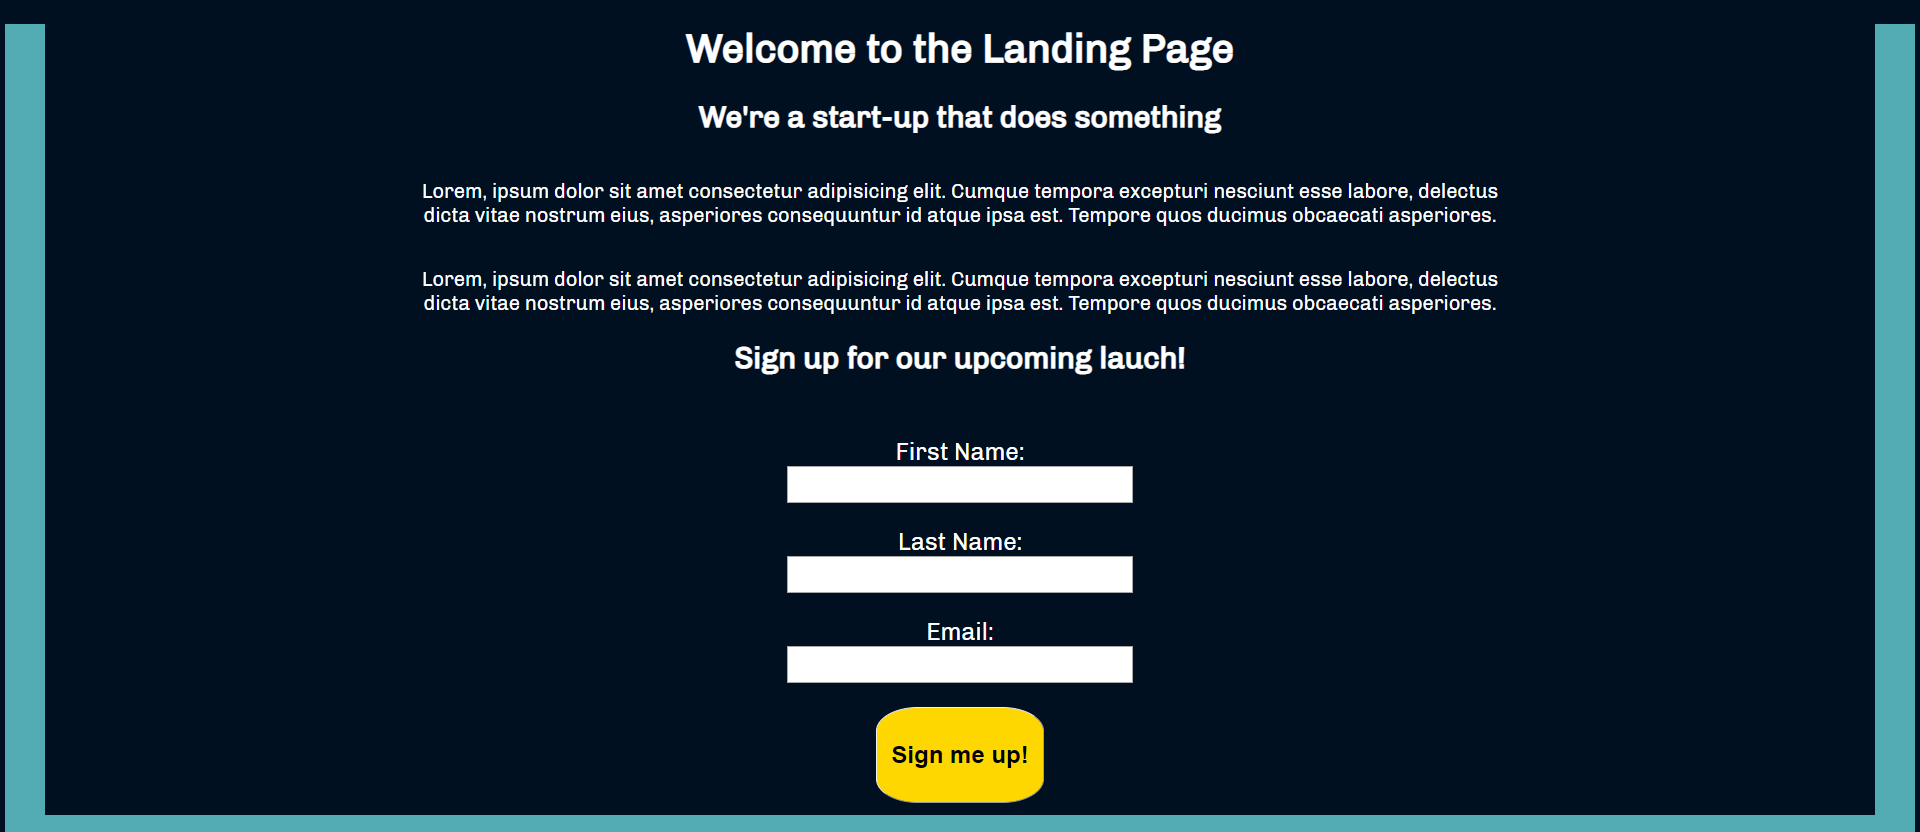 Welcome to the Landing Page
We're a start-up that does something
Lorem, ipsum dolor sit amet consectetur adipisicing elit. Cumque tempora excepturi nesciunt esse labore, delectus
dicta vitae nostrum eius, asperiores consequuntur id atque ipsa est. Tempore quos ducimus obcaecati asperiores.
Lorem, ipsum dolor sit amet consectetur adipisicing elit. Cumque tempora excepturi nesciunt esse labore, delectus
dicta vitae nostrum eius, asperiores consequuntur id atque ipsa est. Tempore quos ducimus obcaecati asperiores.
Sign up for our upcoming lauch!
First Name:
Last Name:
Email:
Sign me up!